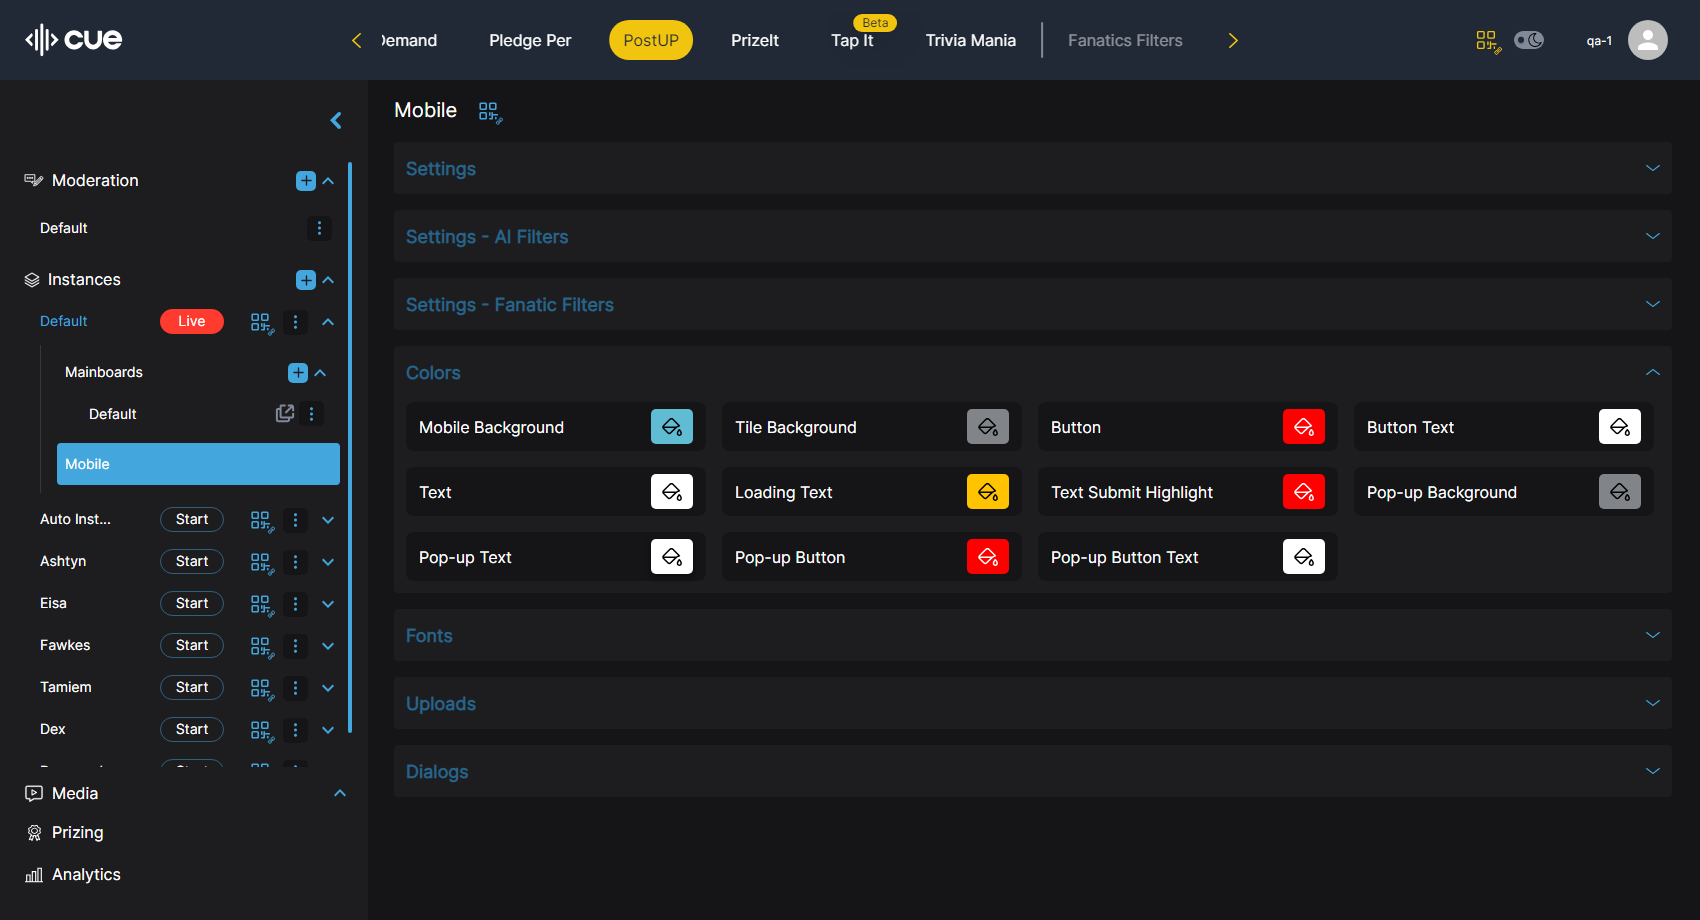 cue
Demand
Pledge Per
PostUP
PrizeIt
Beta
Tap It
Trivia Mania
Fanatics Filters
qa-1
Moderation
Default
Instances
Default
Live
Mainboards
Default
Mobile
Auto Inst...
Start
Ashtyn
Start
Eisa
Start
Fawkes
Start
Tamiem
Start
Dex
Start
Media
Prizing
Analytics
Mobile
Settings
Settings - AI Filters
Settings - Fanatic Filters
Colors
Mobile Background
Tile Background
Button
Button Text
Text
Loading Text
Text Submit Highlight
Pop-up Background
Pop-up Text
Pop-up Button
Pop-up Button Text
Fonts
Uploads
Dialogs